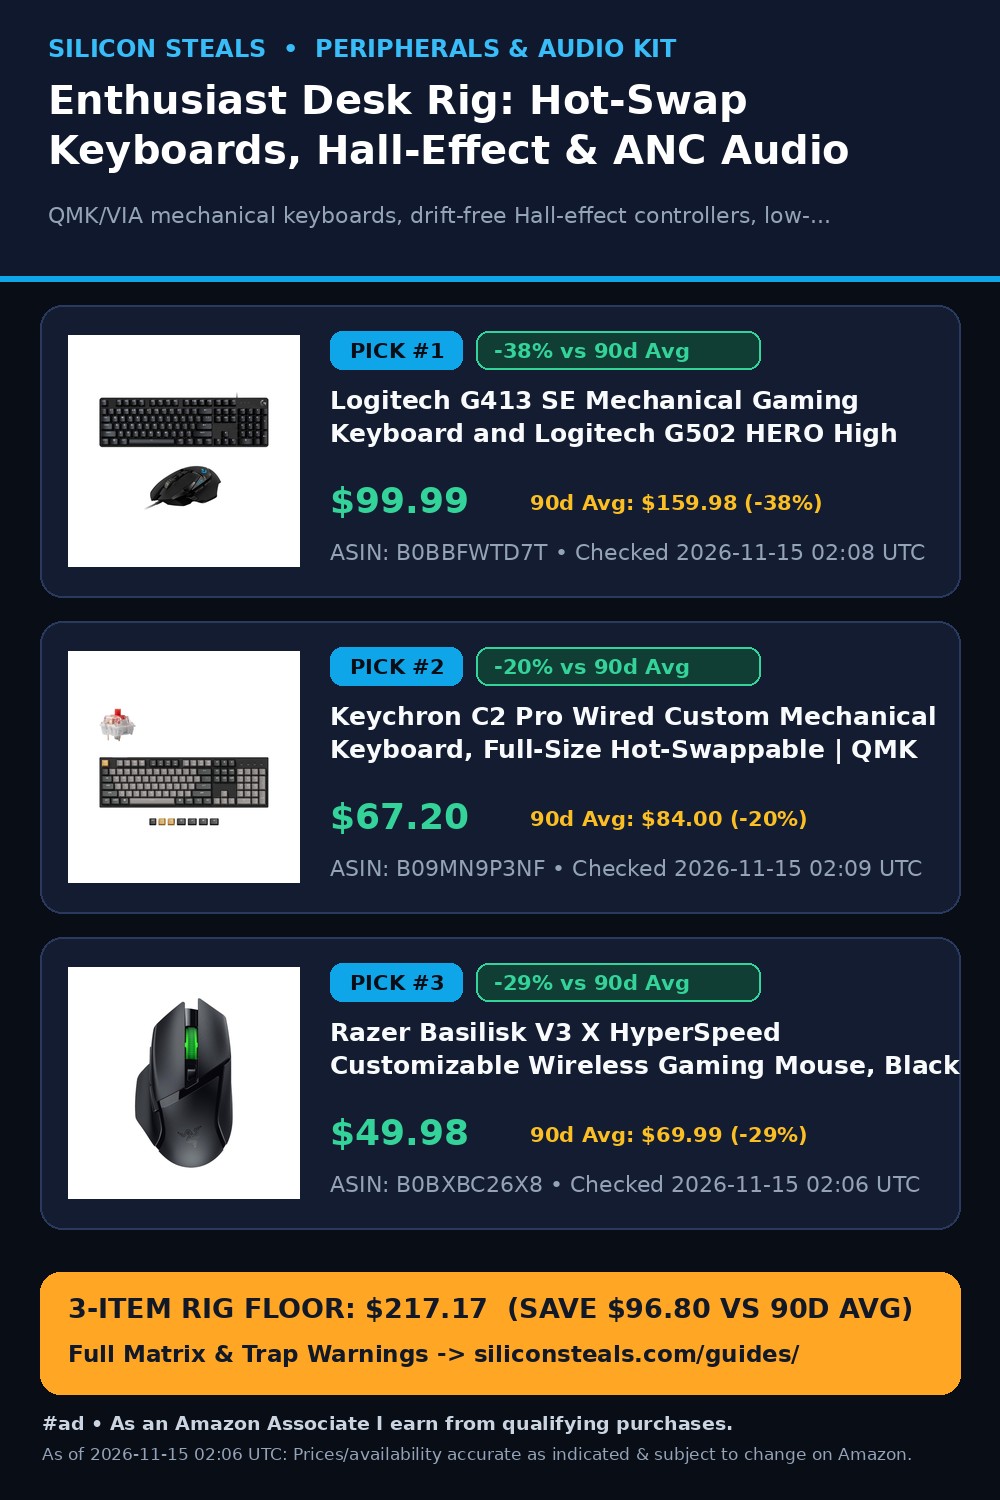 SILICON STEALS • PERIPHERALS & AUDIO KIT
Enthusiast Desk Rig: Hot-Swap
Keyboards, Hall-Effect & ANC Audio
QMK/VIA mechanical keyboards, drift-free Hall-effect controllers, low-...
PICK #1
-38% vs 90d Avg
Logitech G413 SE Mechanical Gaming
Keyboard and Logitech G502 HERO High
$99.99
90d Avg: $159.98 (-38%)
ASIN: B0BBFWTD7T • Checked 2026-11-15 02:08 UTC
PICK #2
-20% vs 90d Avg
Keychron C2 Pro Wired Custom Mechanical
Keyboard, Full-Size Hot-Swappable | QMK
$67.20
90d Avg: $84.00 (-20%)
ASIN: B09MN9P3NF • Checked 2026-11-15 02:09 UTC
PICK #3
-29% vs 90d Avg
Razer Basilisk V3 X HyperSpeed
Customizable Wireless Gaming Mouse, Black
$49.98
90d Avg: $69.99 (-29%)
ASIN: B0BXBC26X8 • Checked 2026-11-15 02:06 UTC
3-ITEM RIG FLOOR: $217.17 (SAVE $96.80 VS 90D AVG)
Full Matrix & Trap Warnings -> siliconsteals.com/guides/
#ad • As an Amazon Associate I earn from qualifying purchases.
As of 2026-11-15 02:06 UTC: Prices/availability accurate as indicated & subject to change on Amazon.